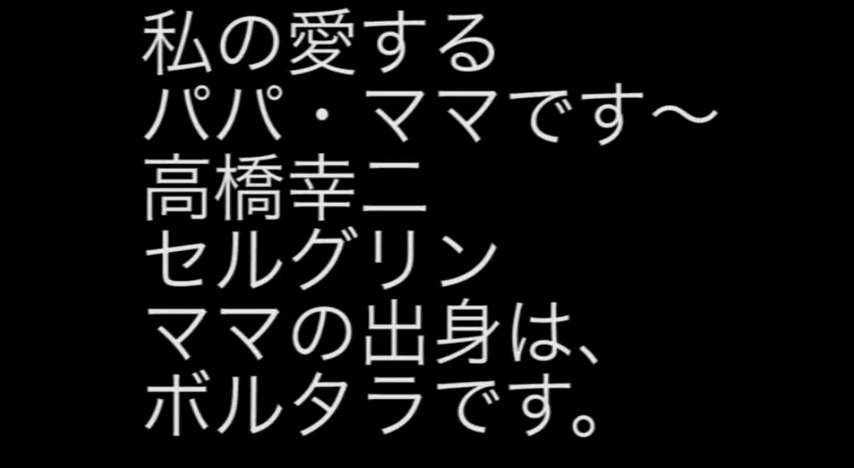 私の愛する
パパ・ママです～
高橋幸二
セルグリン
ママの出身は、
ボルタラです。